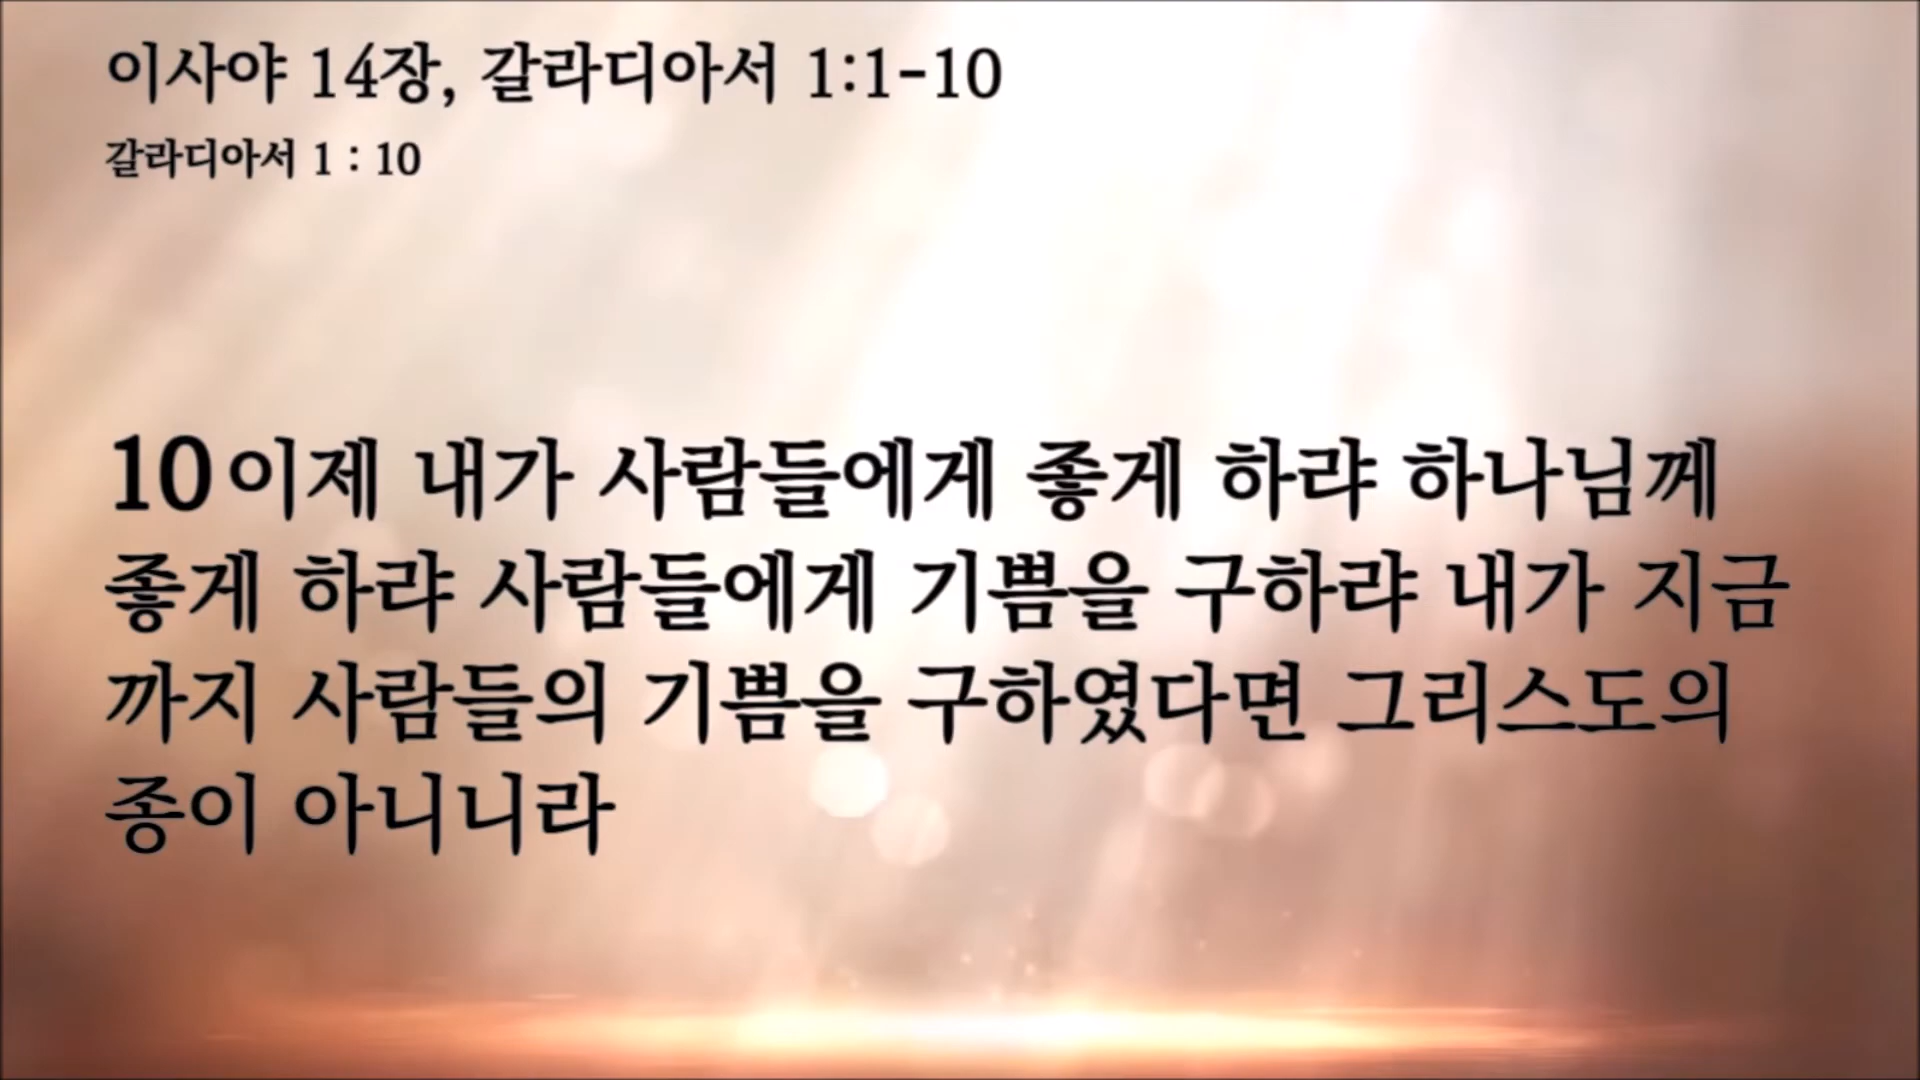 이사야 14장, 갈라디아서 1:1-10
갈라디아서 1 : 10
10 이제 내가 사람들에게 좋게 하랴 하나님께
좋게 하랴 사람들에게 기쁨을 구하랴 내가 지금
까지 사람들의 기쁨을 구하였다면 그리스도의
종이 아니니라